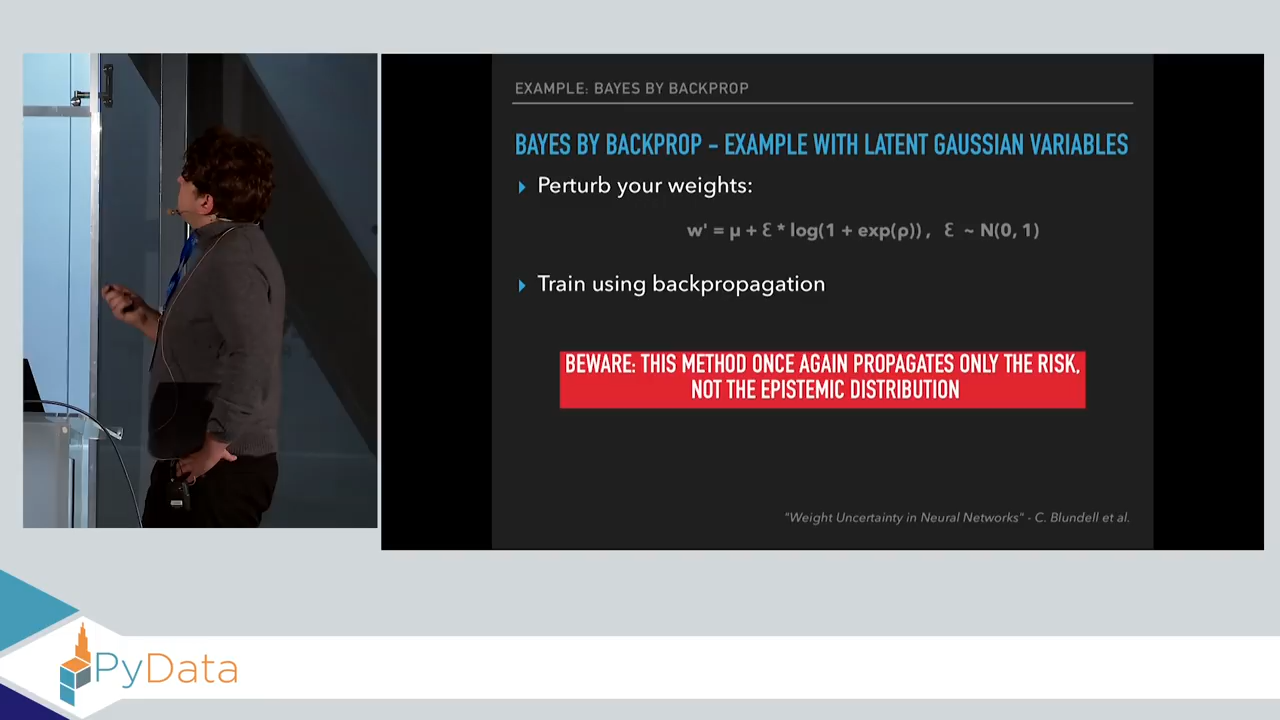 EXAMPLE: BAYES BY BACKPROP
BAYES BY BACKPROP - EXAMPLE WITH LATENT GAUSSIAN VARIABLES
Perturb your weights:
w' = μ + Ɛ * log(1 + exp(ρ)) , Ɛ ~ N(0, 1)
Train using backpropagation
BEWARE: THIS METHOD ONCE AGAIN PROPAGATES ONLY THE RISK,
NOT THE EPISTEMIC DISTRIBUTION
"Weight Uncertainty in Neural Networks" - C. Blundell et al.
PyData